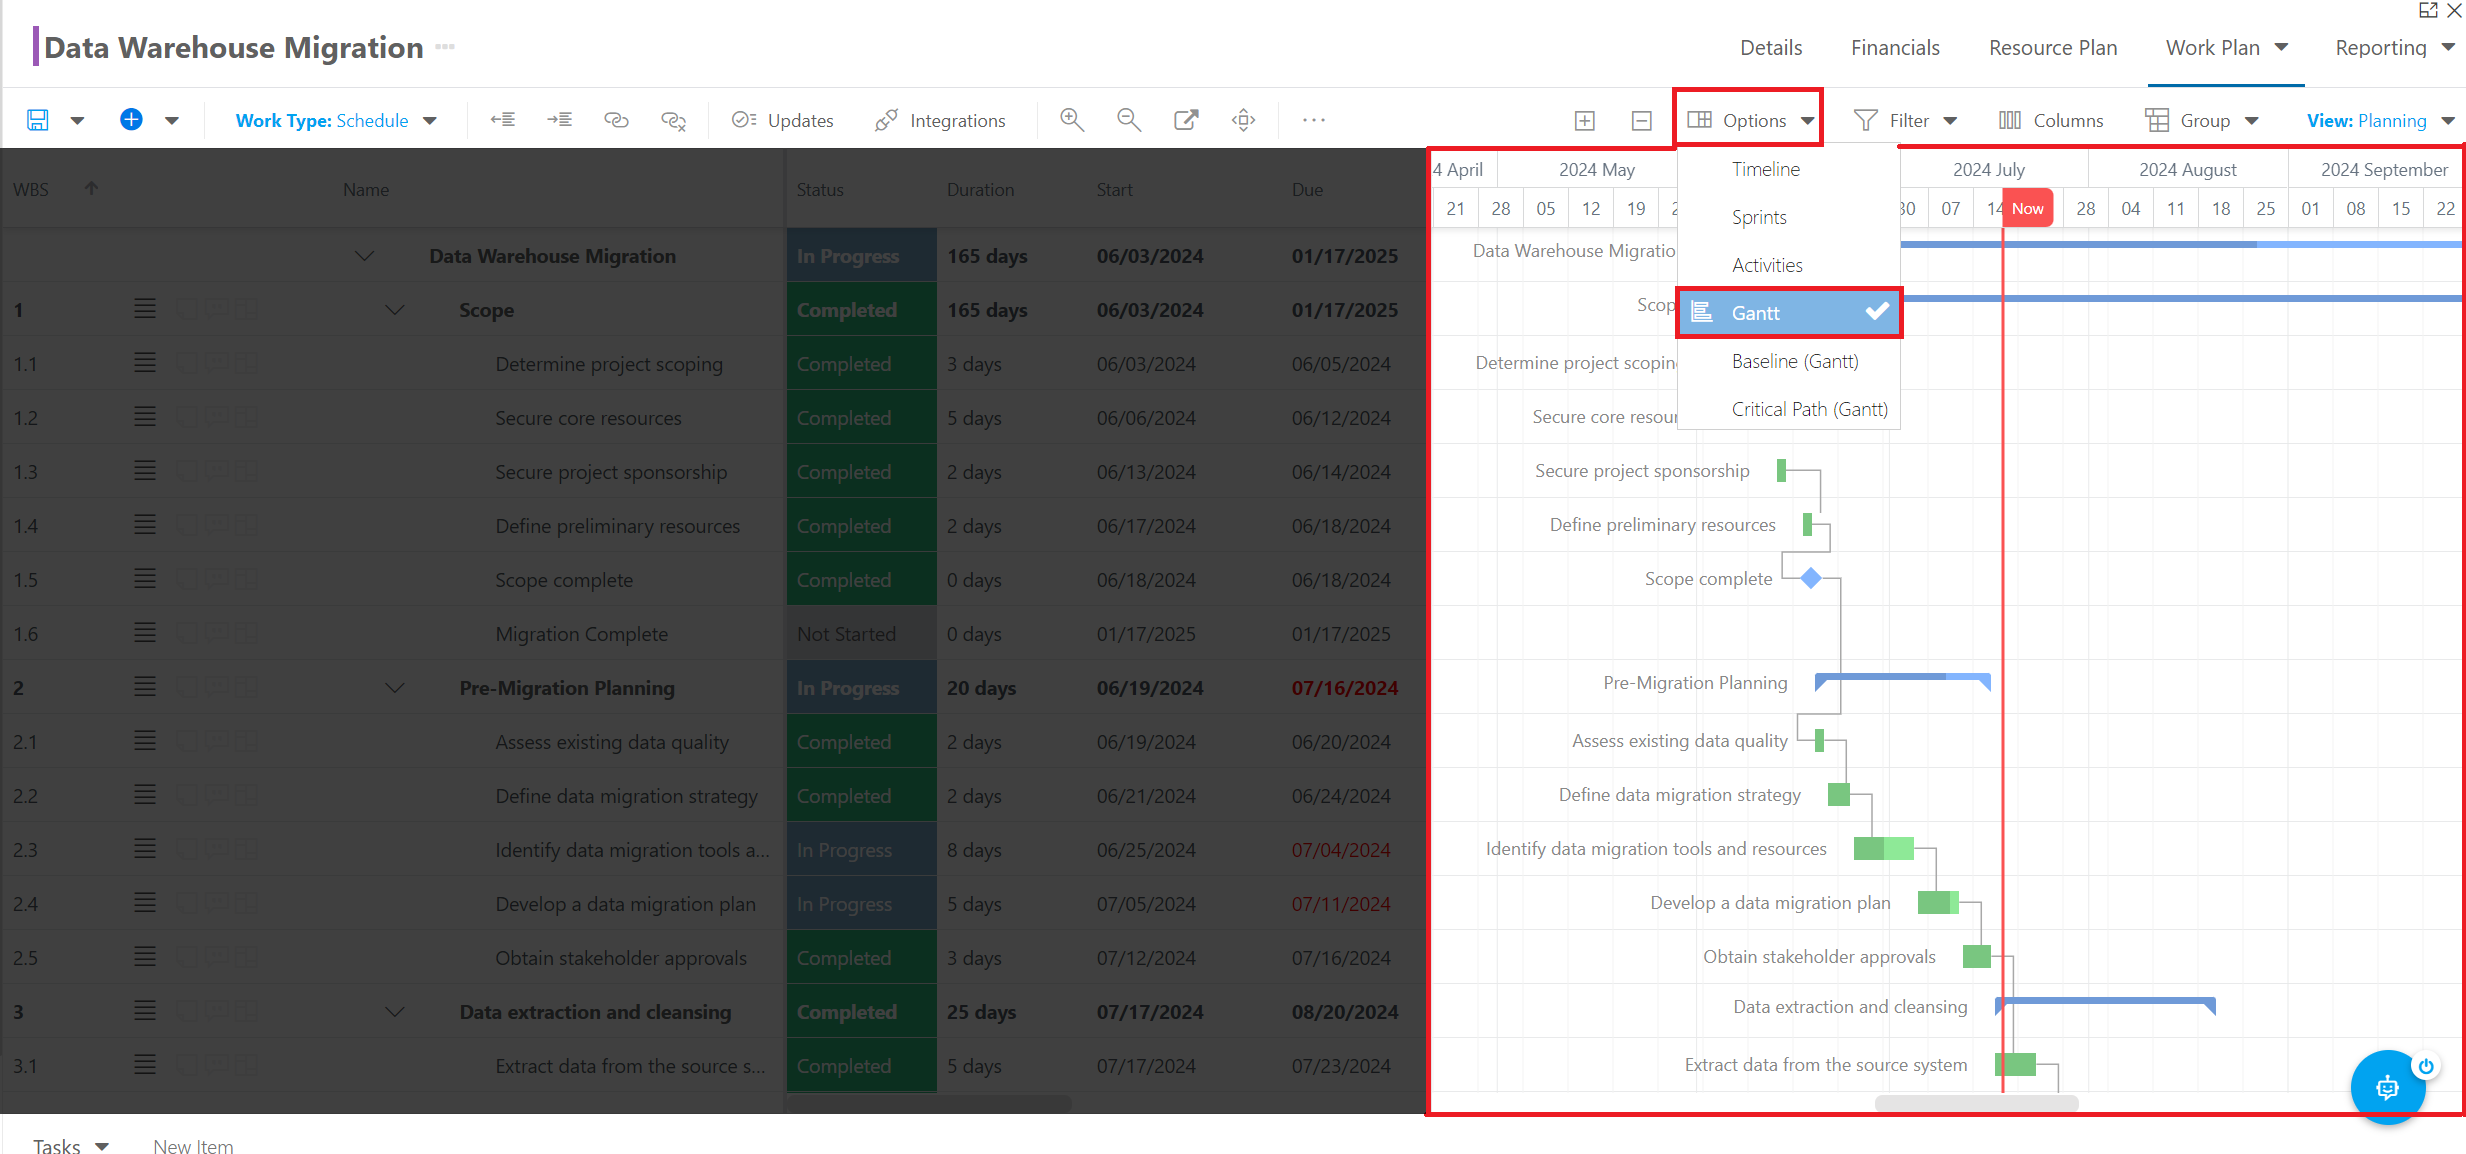 Data Warehouse Migration
Details Financials Resource Plan Work Plan Reporting
Work Type: Schedule Updates Integrations Options Filter Columns Group View: Planning
Timeline
Sprints
Activities
Gantt
Baseline (Gantt)
Critical Path (Gantt)
WBS Name Status Duration Start Due
Data Warehouse Migration In Progress 165 days 06/03/2024 01/17/2025
1 Scope Completed 165 days 06/03/2024 01/17/2025
1.1 Determine project scoping Completed 3 days 06/03/2024 06/05/2024
1.2 Secure core resources Completed 5 days 06/06/2024 06/12/2024
1.3 Secure project sponsorship Completed 2 days 06/13/2024 06/14/2024
1.4 Define preliminary resources Completed 2 days 06/17/2024 06/18/2024
1.5 Scope complete Completed 0 days 06/18/2024 06/18/2024
1.6 Migration Complete Not Started 0 days 01/17/2025 01/17/2025
2 Pre-Migration Planning In Progress 20 days 06/19/2024 07/16/2024
2.1 Assess existing data quality Completed 2 days 06/19/2024 06/20/2024
2.2 Define data migration strategy Completed 2 days 06/21/2024 06/24/2024
2.3 Identify data migration tools a... In Progress 8 days 06/25/2024 07/04/2024
2.4 Develop a data migration plan In Progress 5 days 07/05/2024 07/11/2024
2.5 Obtain stakeholder approvals Completed 3 days 07/12/2024 07/16/2024
3 Data extraction and cleansing Completed 25 days 07/17/2024 08/20/2024
3.1 Extract data from the source s... Completed 5 days 07/17/2024 07/23/2024
4 April 2024 May 2024 July 2024 August 2024 September
21 28 05 12 19 2 30 07 14 Now 28 04 11 18 25 01 08 15 22
Data Warehouse Migratio
Scop
Determine project scopin
Secure core resour
Secure project sponsorship
Define preliminary resources
Scope complete
Pre-Migration Planning
Assess existing data quality
Define data migration strategy
Identify data migration tools and resources
Develop a data migration plan
Obtain stakeholder approvals
Data extraction and cleansing
Extract data from the source system
Tasks New Item